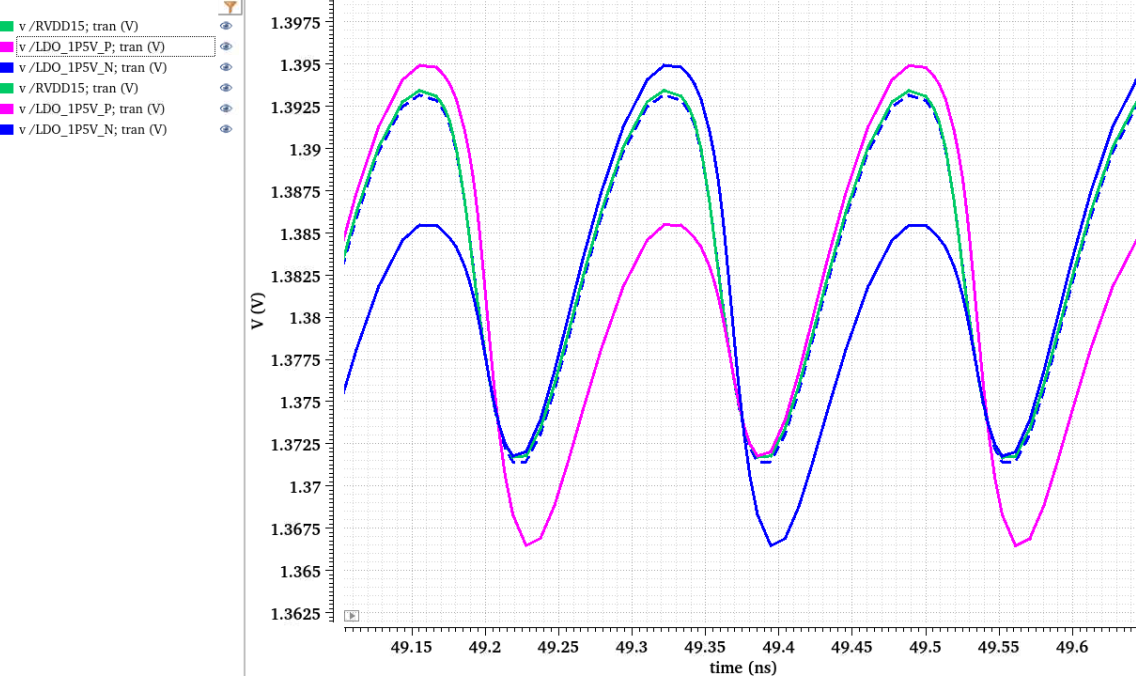 v /RVDD15; tran (V)
v /LDO_1P5V_P; tran (V)
v /LDO_1P5V_N; tran (V)
v /RVDD15; tran (V)
v /LDO_1P5V_P; tran (V)
v /LDO_1P5V_N; tran (V)
V (V)
1.3975
1.395
1.3925
1.39
1.3875
1.385
1.3825
1.38
1.3775
1.375
1.3725
1.37
1.3675
1.365
1.3625
49.15 49.2 49.25 49.3 49.35 49.4 49.45 49.5 49.55 49.6
time (ns)